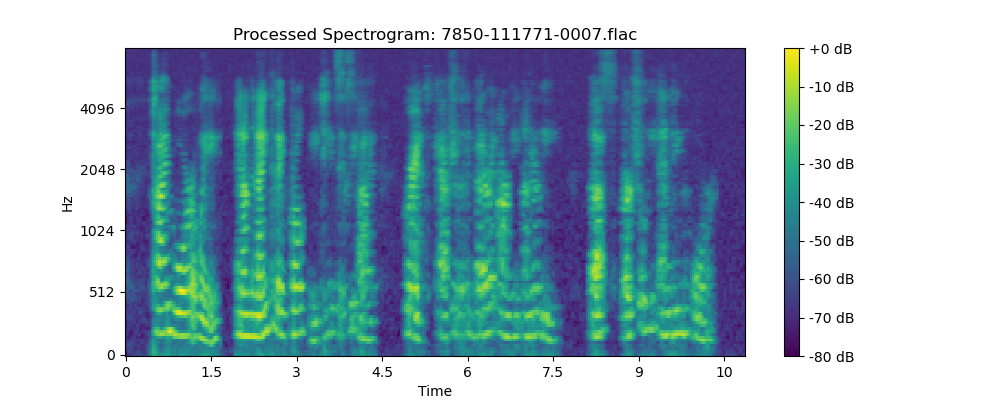 Processed Spectrogram: 7850-111771-0007.flac
Hz
4096
2048
1024
512
0
0 1.5 3 4.5 6 7.5 9 10
Time
+0 dB
-10 dB
-20 dB
-30 dB
-40 dB
-50 dB
-60 dB
-70 dB
-80 dB